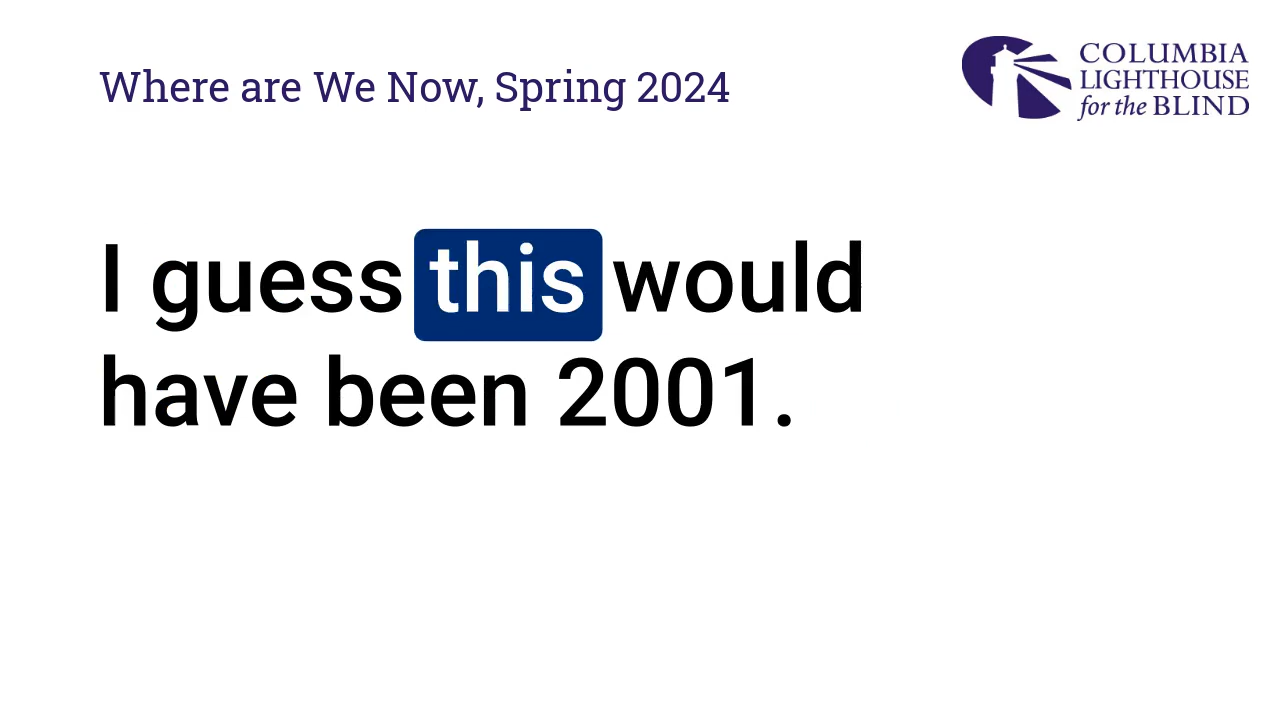 Where are We Now, Spring 2024
COLUMBIA
LIGHTHOUSE
for the BLIND
I guess this would
have been 2001.